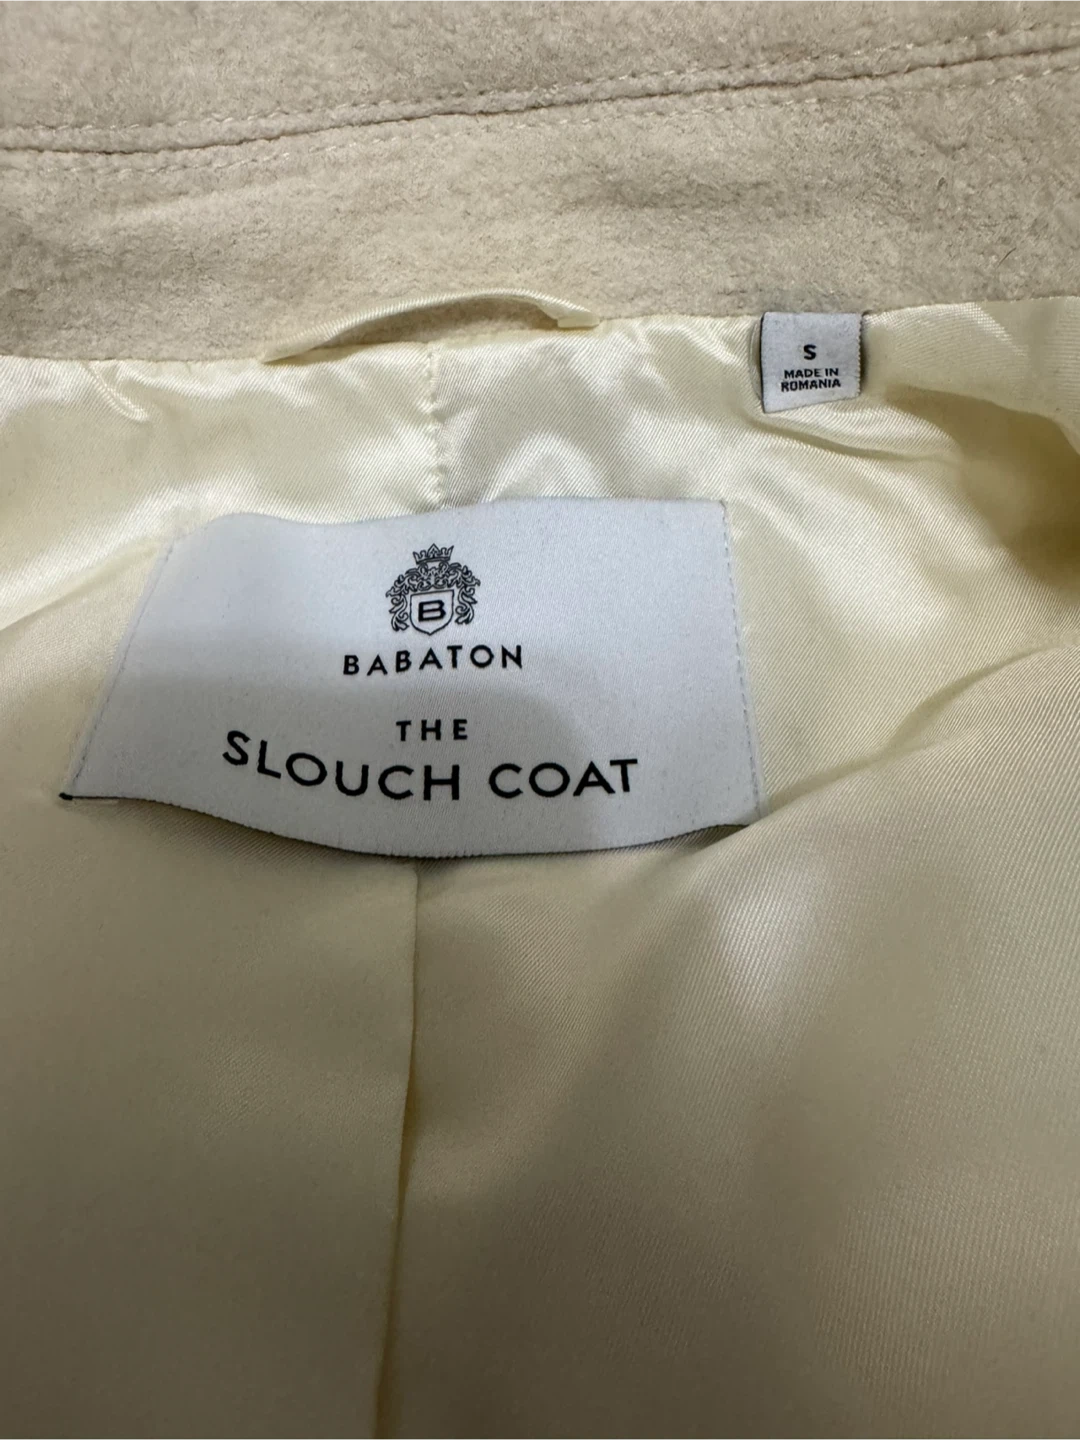 S
MADE IN
ROMANIA
B
BABATON
THE
SLOUCH COAT